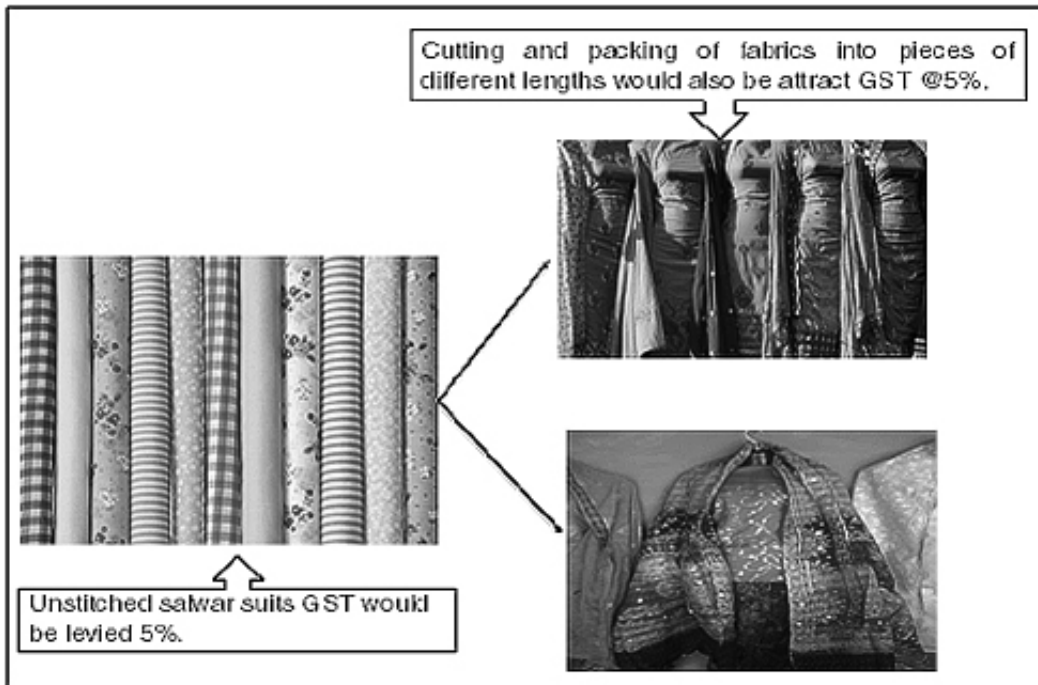 Cutting and packing of fabrics into pieces of
different lengths would also be attract GST @5%.
Unstitched salwar suits GST would
be levied 5%.